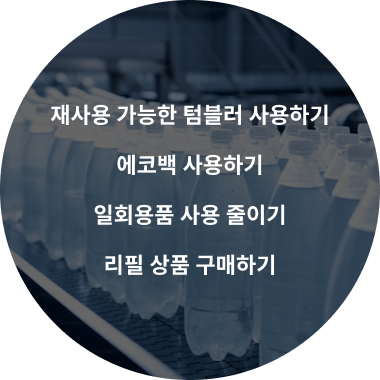 재사용 가능한 텀블러 사용하기
에코백 사용하기
일회용품 사용 줄이기
리필 상품 구매하기